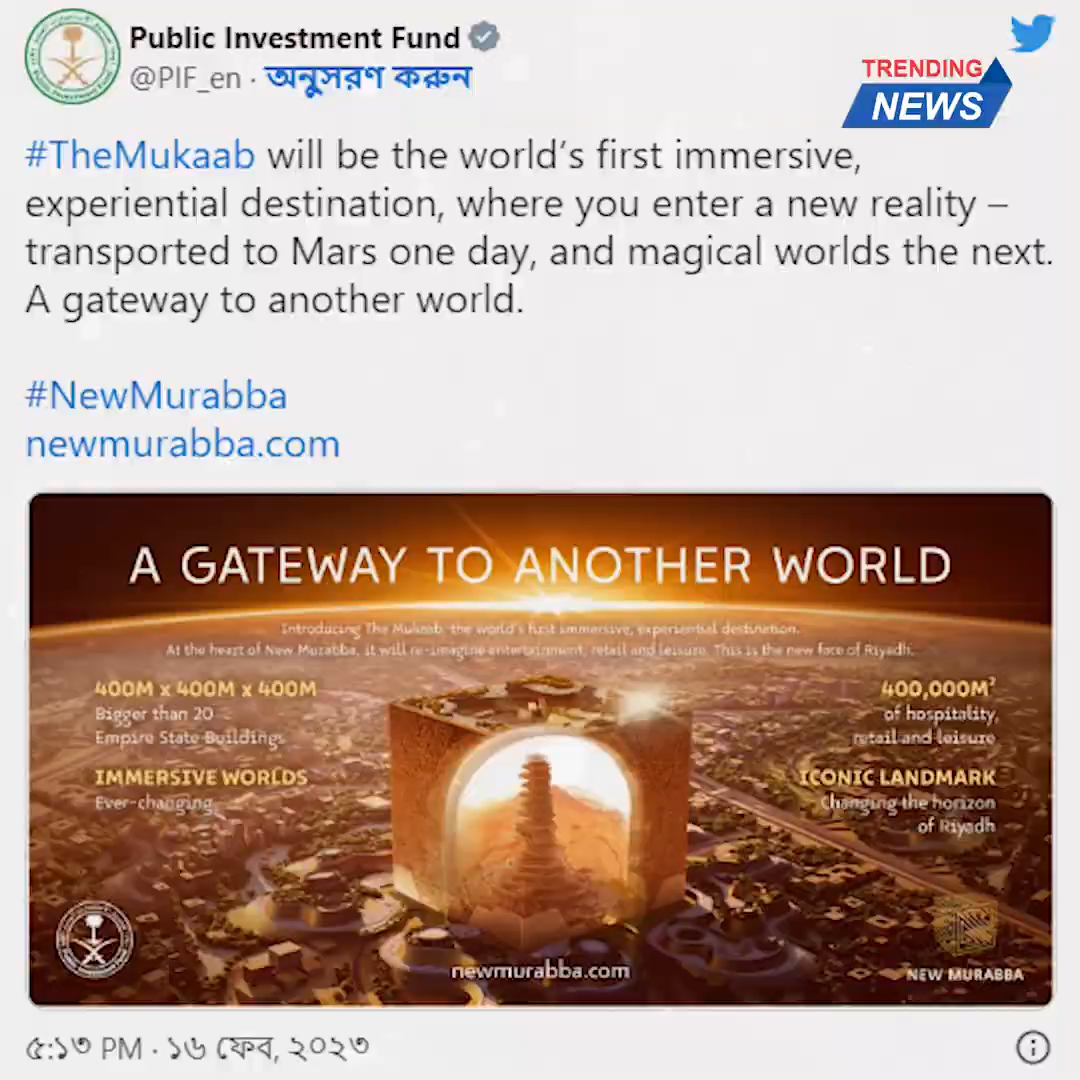 Public Investment Fund
@PIF_en · অনুসরণ করুন
TRENDING
NEWS
#TheMukaab will be the world's first immersive,
experiential destination, where you enter a new reality –
transported to Mars one day, and magical worlds the next.
A gateway to another world.
#NewMurabba
newmurabba.com
A GATEWAY TO ANOTHER WORLD
Introducing The Mukaab, the world's first immersive, experiential destination.
At the heart of New Murabba, it will re-imagine entertainment, retail and leisure. This is the new face of Riyadh.
400M x 400M x 400M
Bigger than 20
Empire State Buildings
IMMERSIVE WORLDS
Ever-changing
400,000M²
of hospitality,
retail and leisure
ICONIC LANDMARK
Changing the horizon
of Riyadh
newmurabba.com
NEW MURABBA
৫:১৩ PM · ১৬ ফেব, ২০২৩